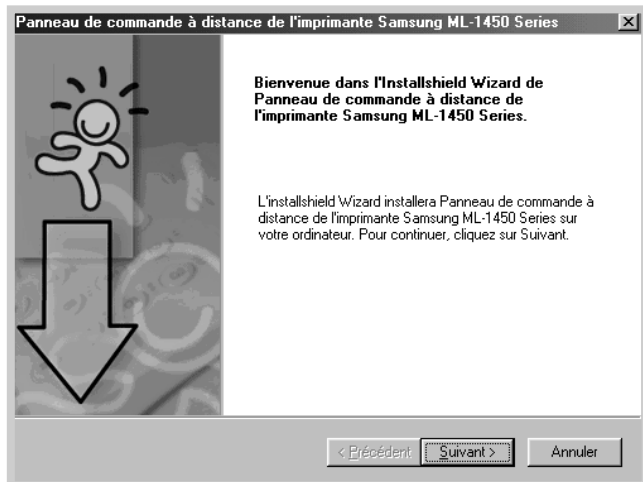 Panneau de commande à distance de l'imprimante Samsung ML-1450 Series
Bienvenue dans l'Installshield Wizard de
Panneau de commande à distance de
l'imprimante Samsung ML-1450 Series.
L'installshield Wizard installera Panneau de commande à
distance de l'imprimante Samsung ML-1450 Series sur
votre ordinateur. Pour continuer, cliquez sur Suivant.
< Précédent Suivant > Annuler